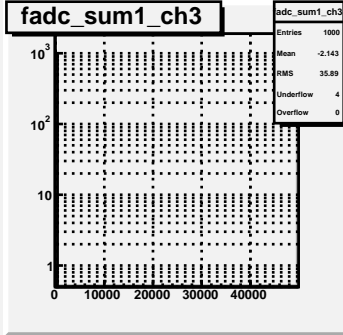 fadc_sum1_ch3
adc_sum1_ch3
Entries 1000
Mean -2.143
RMS 35.89
Underflow 4
Overflow 0
10³
10²
10
1
0 10000 20000 30000 40000